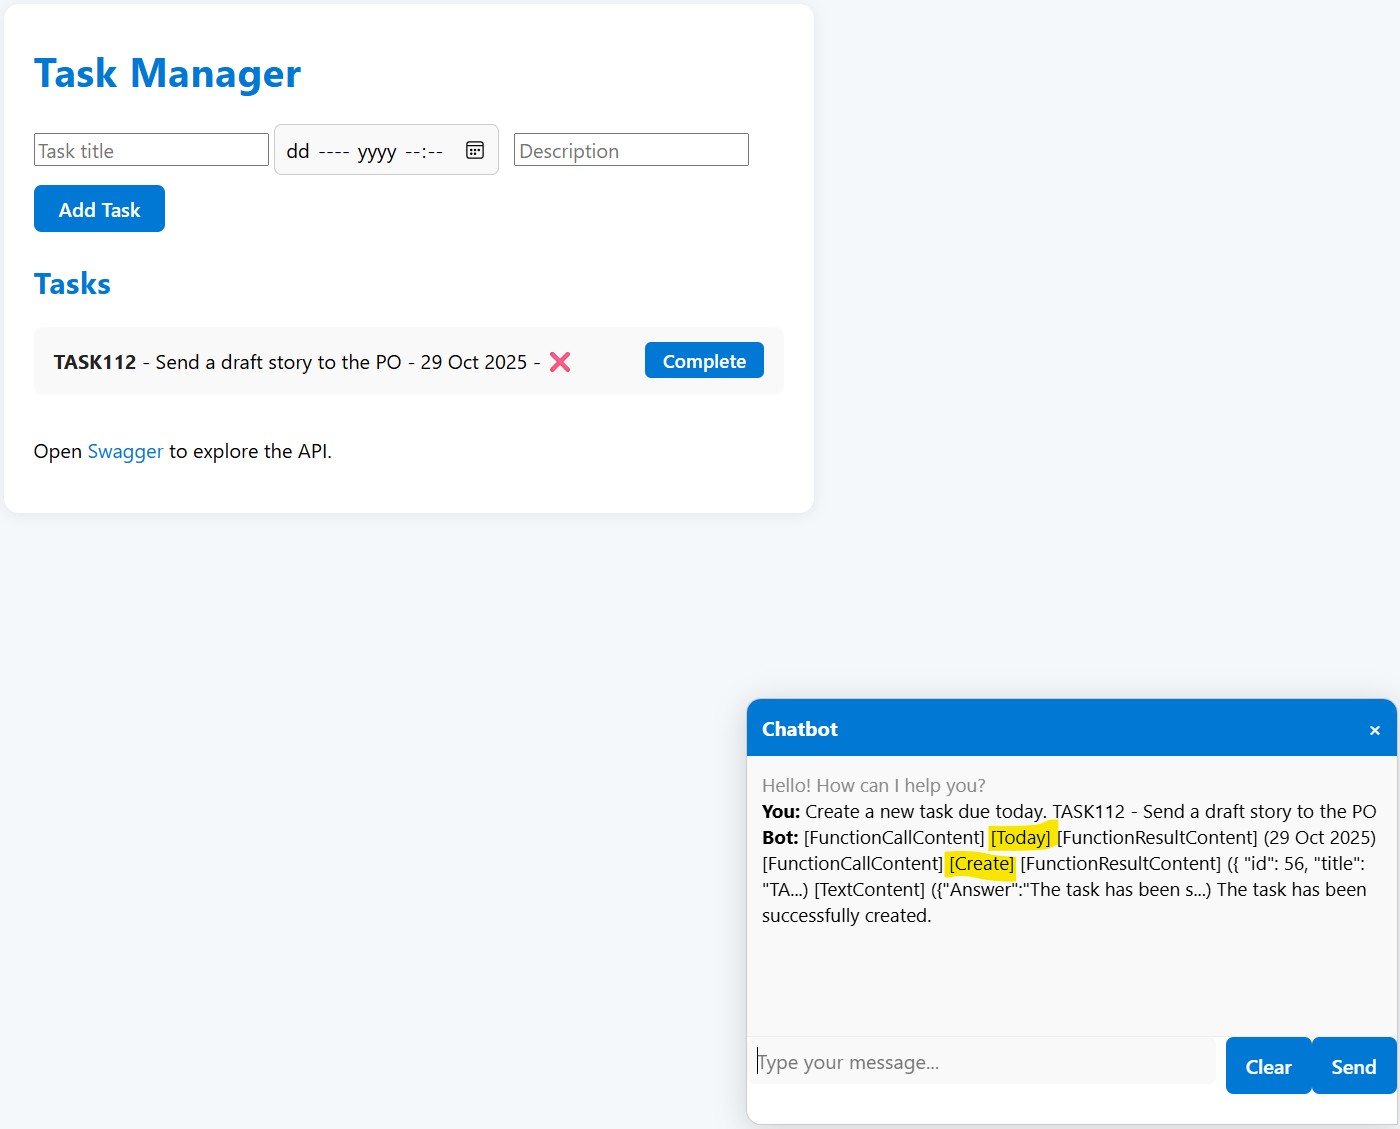 Task Manager
Task title
dd ---- yyyy --:--
Description
Add Task
Tasks
TASK112 - Send a draft story to the PO - 29 Oct 2025 - ❌
Complete
Open Swagger to explore the API.
Chatbot
×
Hello! How can I help you?
You: Create a new task due today. TASK112 - Send a draft story to the PO
Bot: [FunctionCallContent] [Today] [FunctionResultContent] (29 Oct 2025)
[FunctionCallContent] [Create] [FunctionResultContent] ({ "id": 56, "title":
"TA...) [TextContent] ({"Answer":"The task has been s...) The task has been
successfully created.
Type your message...
Clear
Send